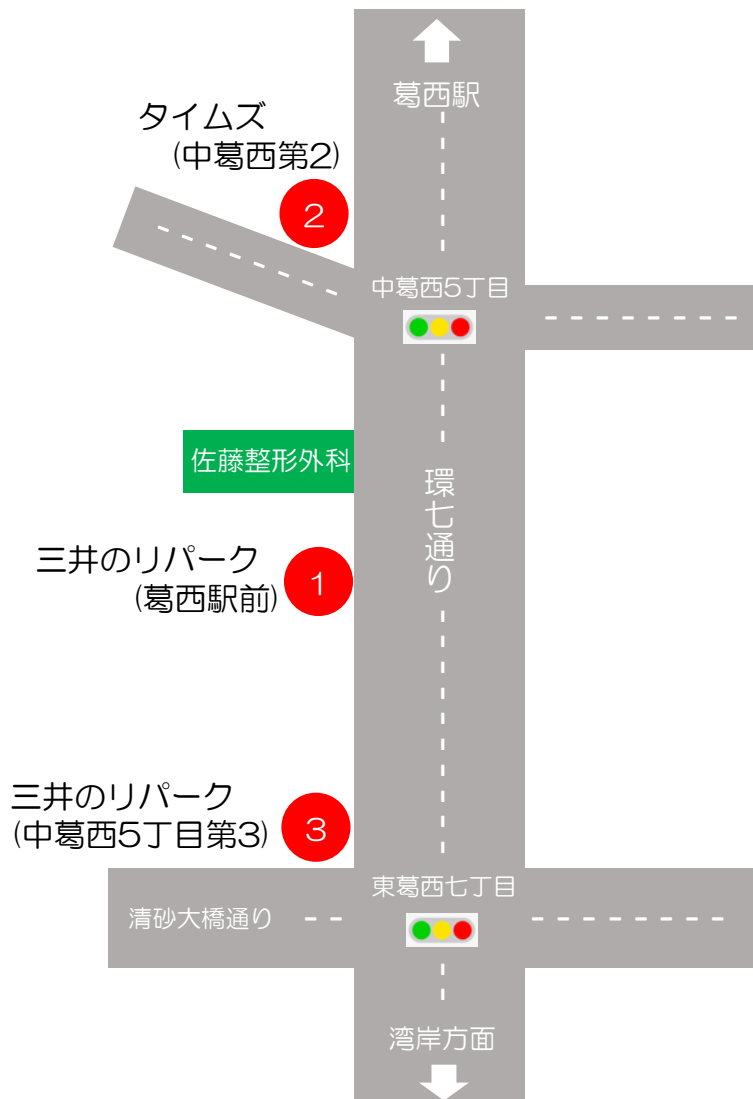 葛西駅
タイムズ
(中葛西第2)
2
中葛西5丁目
佐藤整形外科
環七通り
三井のリパーク
(葛西駅前)
1
三井のリパーク
(中葛西5丁目第3)
3
東葛西七丁目
清砂大橋通り
湾岸方面